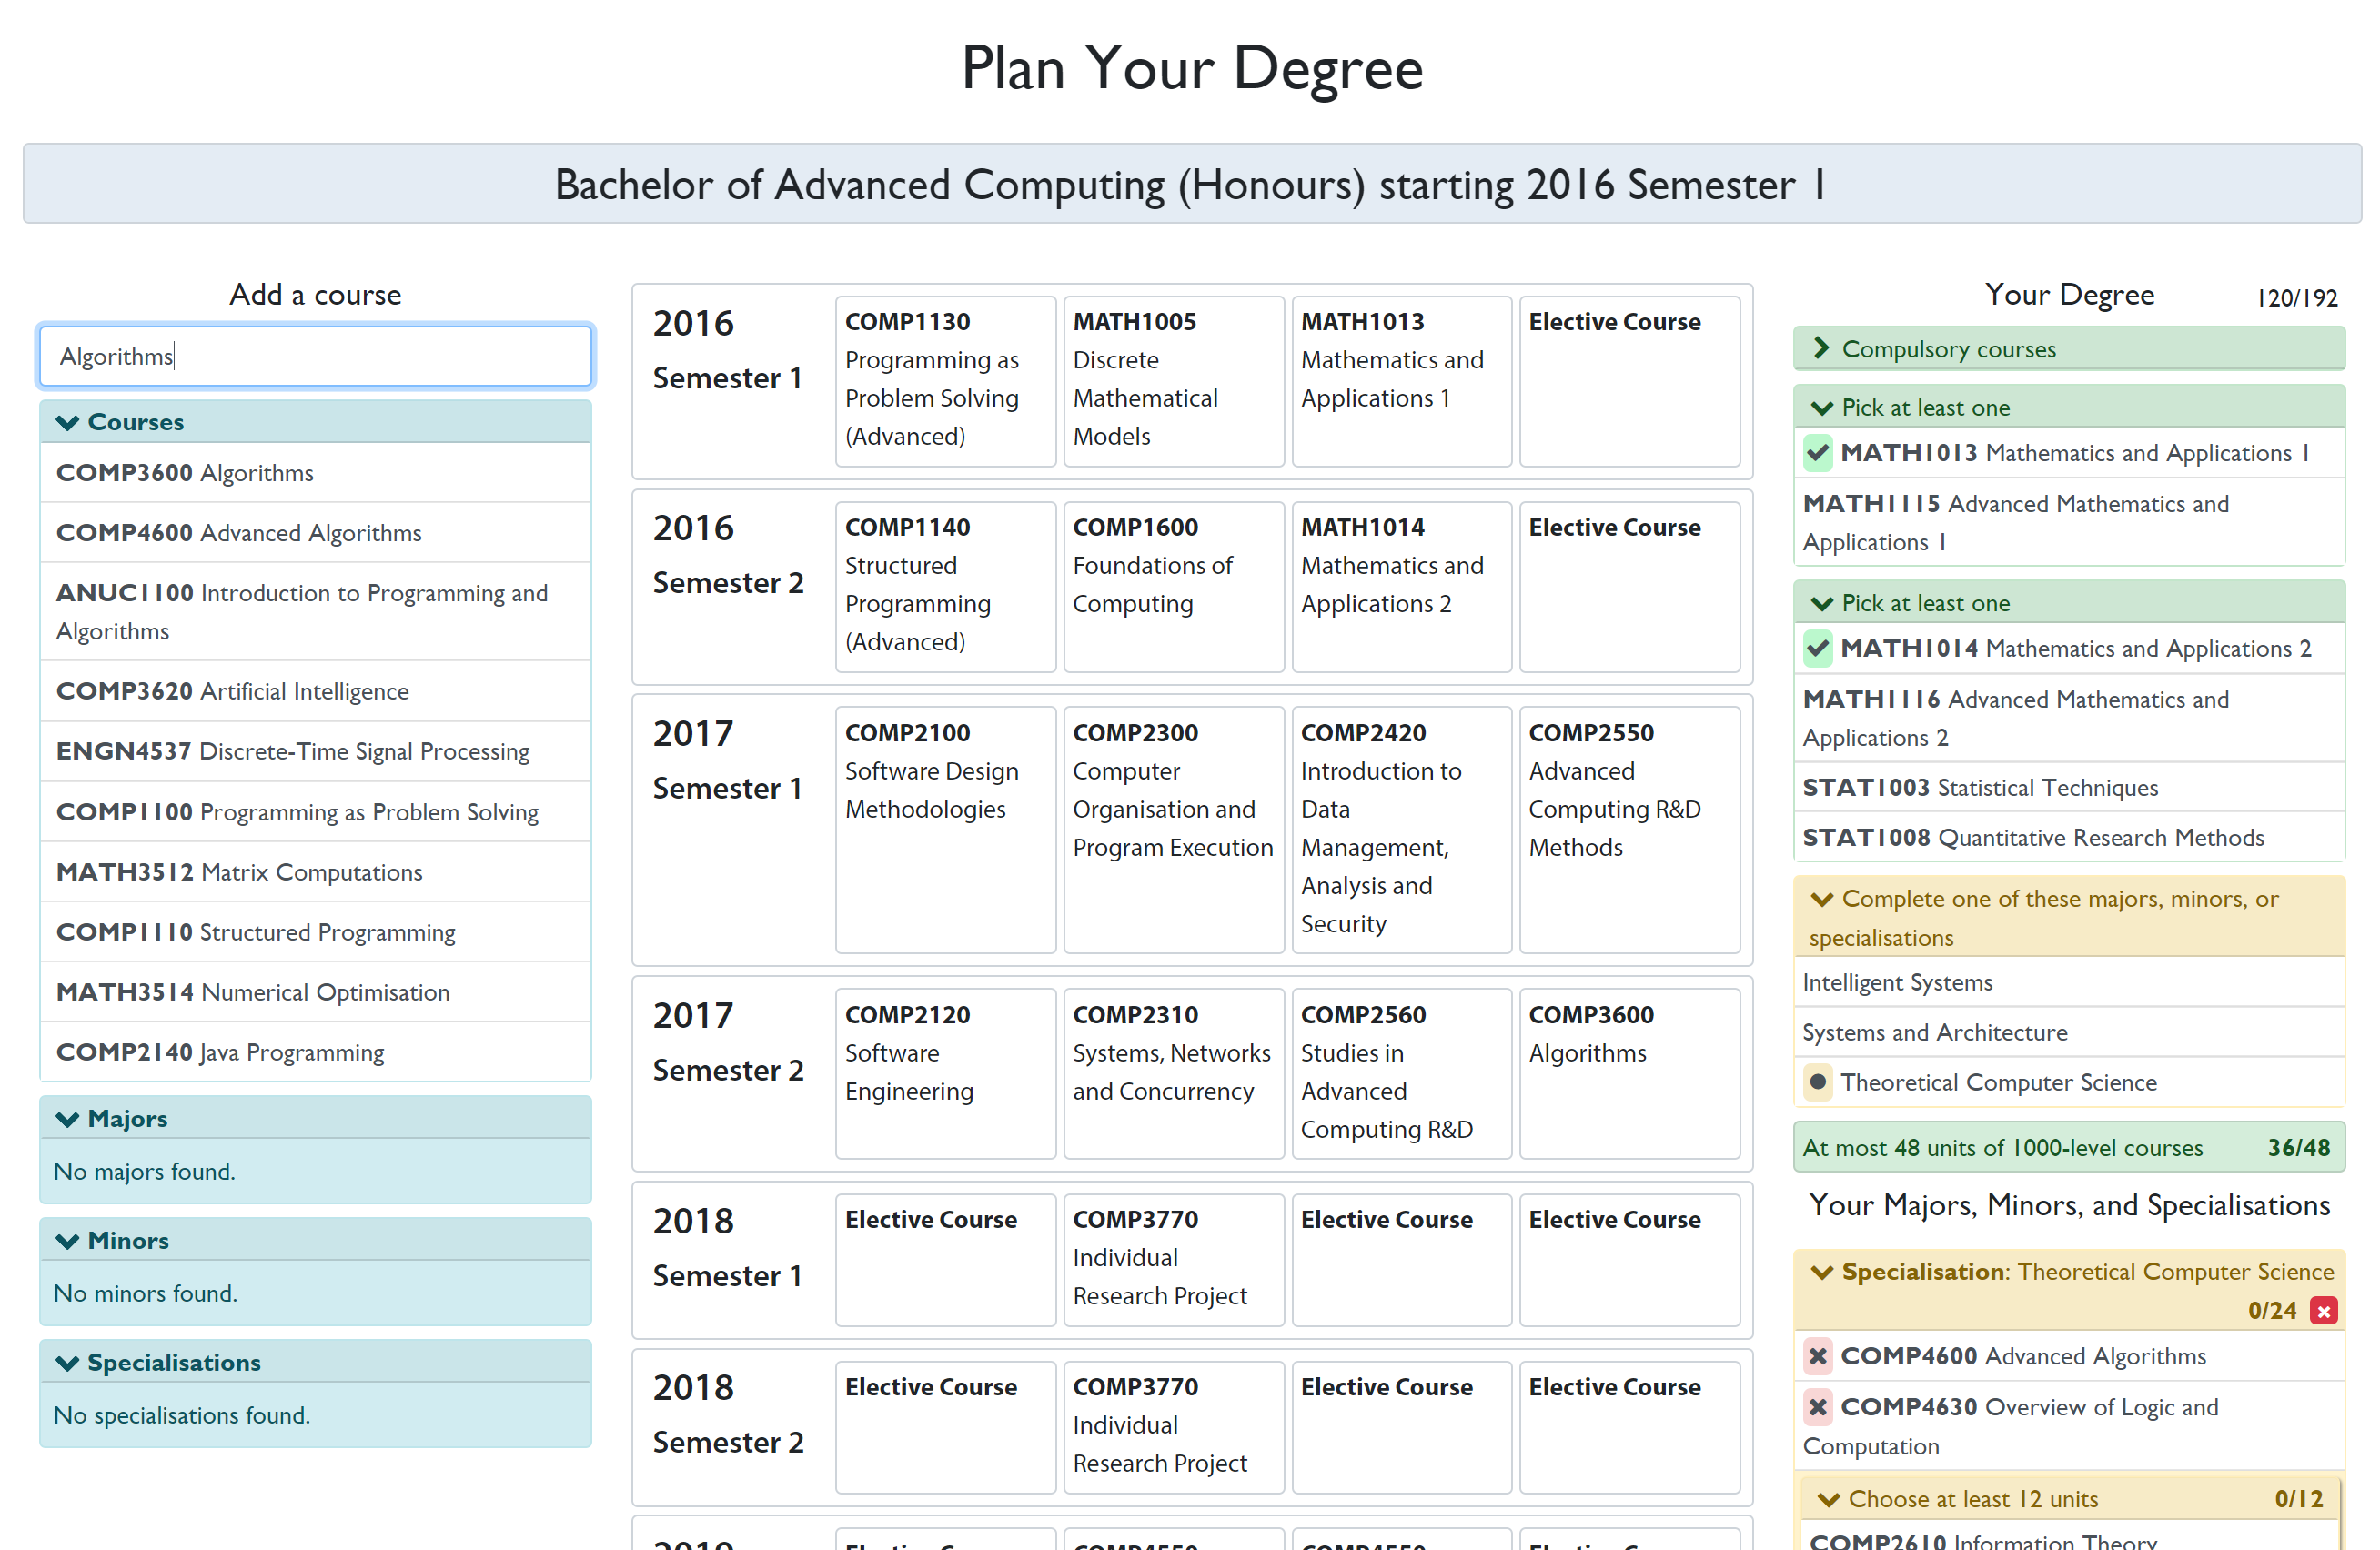 Plan Your Degree
Bachelor of Advanced Computing (Honours) starting 2016 Semester 1
Add a course
Algorithms
Courses
COMP3600 Algorithms
COMP4600 Advanced Algorithms
ANUC1100 Introduction to Programming and
Algorithms
COMP3620 Artificial Intelligence
ENGN4537 Discrete-Time Signal Processing
COMP1100 Programming as Problem Solving
MATH3512 Matrix Computations
COMP1110 Structured Programming
MATH3514 Numerical Optimisation
COMP2140 Java Programming
Majors
No majors found.
Minors
No minors found.
Specialisations
No specialisations found.
2016
Semester 1
COMP1130
Programming as
Problem Solving
(Advanced)
MATH1005
Discrete
Mathematical
Models
MATH1013
Mathematics and
Applications 1
Elective Course
2016
Semester 2
COMP1140
Structured
Programming
(Advanced)
COMP1600
Foundations of
Computing
MATH1014
Mathematics and
Applications 2
Elective Course
2017
Semester 1
COMP2100
Software Design
Methodologies
COMP2300
Computer
Organisation and
Program Execution
COMP2420
Introduction to
Data
Management,
Analysis and
Security
COMP2550
Advanced
Computing R&D
Methods
2017
Semester 2
COMP2120
Software
Engineering
COMP2310
Systems, Networks
and Concurrency
COMP2560
Studies in
Advanced
Computing R&D
COMP3600
Algorithms
2018
Semester 1
Elective Course
COMP3770
Individual
Research Project
Elective Course
Elective Course
2018
Semester 2
Elective Course
COMP3770
Individual
Research Project
Elective Course
Elective Course
2019
Elective Course
COMP4550
COMP4550
Elective Course
Your Degree 120/192
Compulsory courses
Pick at least one
MATH1013 Mathematics and Applications 1
MATH1115 Advanced Mathematics and
Applications 1
Pick at least one
MATH1014 Mathematics and Applications 2
MATH1116 Advanced Mathematics and
Applications 2
STAT1003 Statistical Techniques
STAT1008 Quantitative Research Methods
Complete one of these majors, minors, or
specialisations
Intelligent Systems
Systems and Architecture
Theoretical Computer Science
At most 48 units of 1000-level courses 36/48
Your Majors, Minors, and Specialisations
Specialisation: Theoretical Computer Science
0/24
COMP4600 Advanced Algorithms
COMP4630 Overview of Logic and
Computation
Choose at least 12 units 0/12
COMP2610 Information Theory